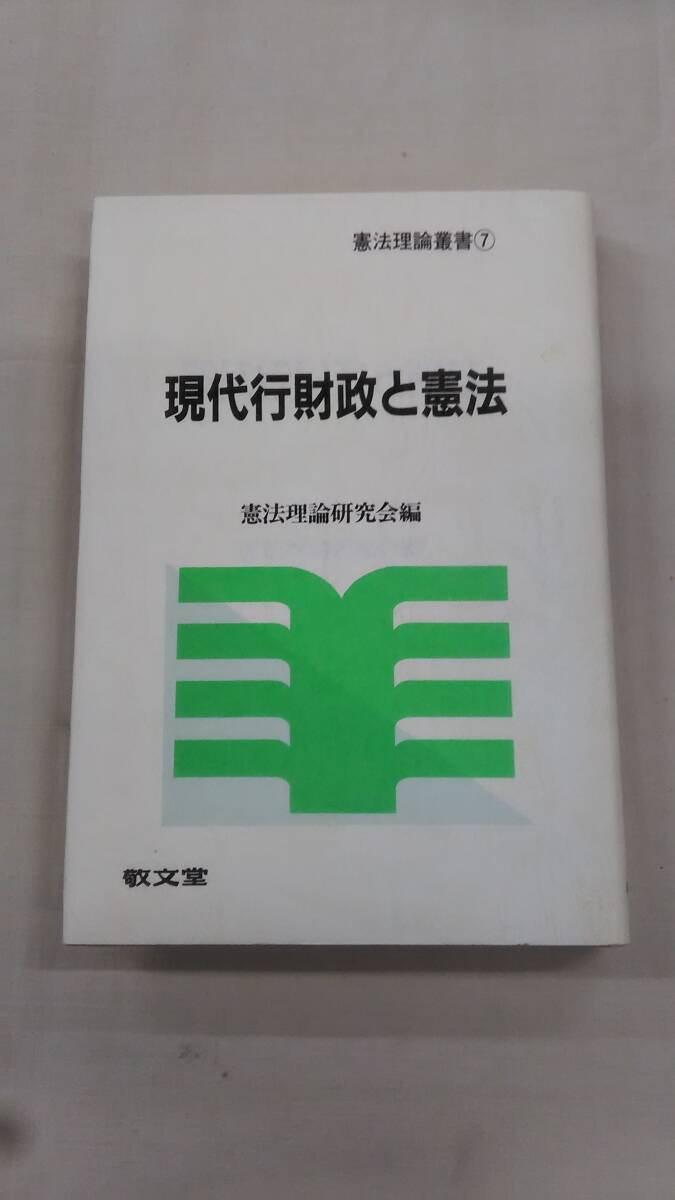 憲法理論叢書⑦
現代行財政と憲法
憲法理論研究会編
敬文堂